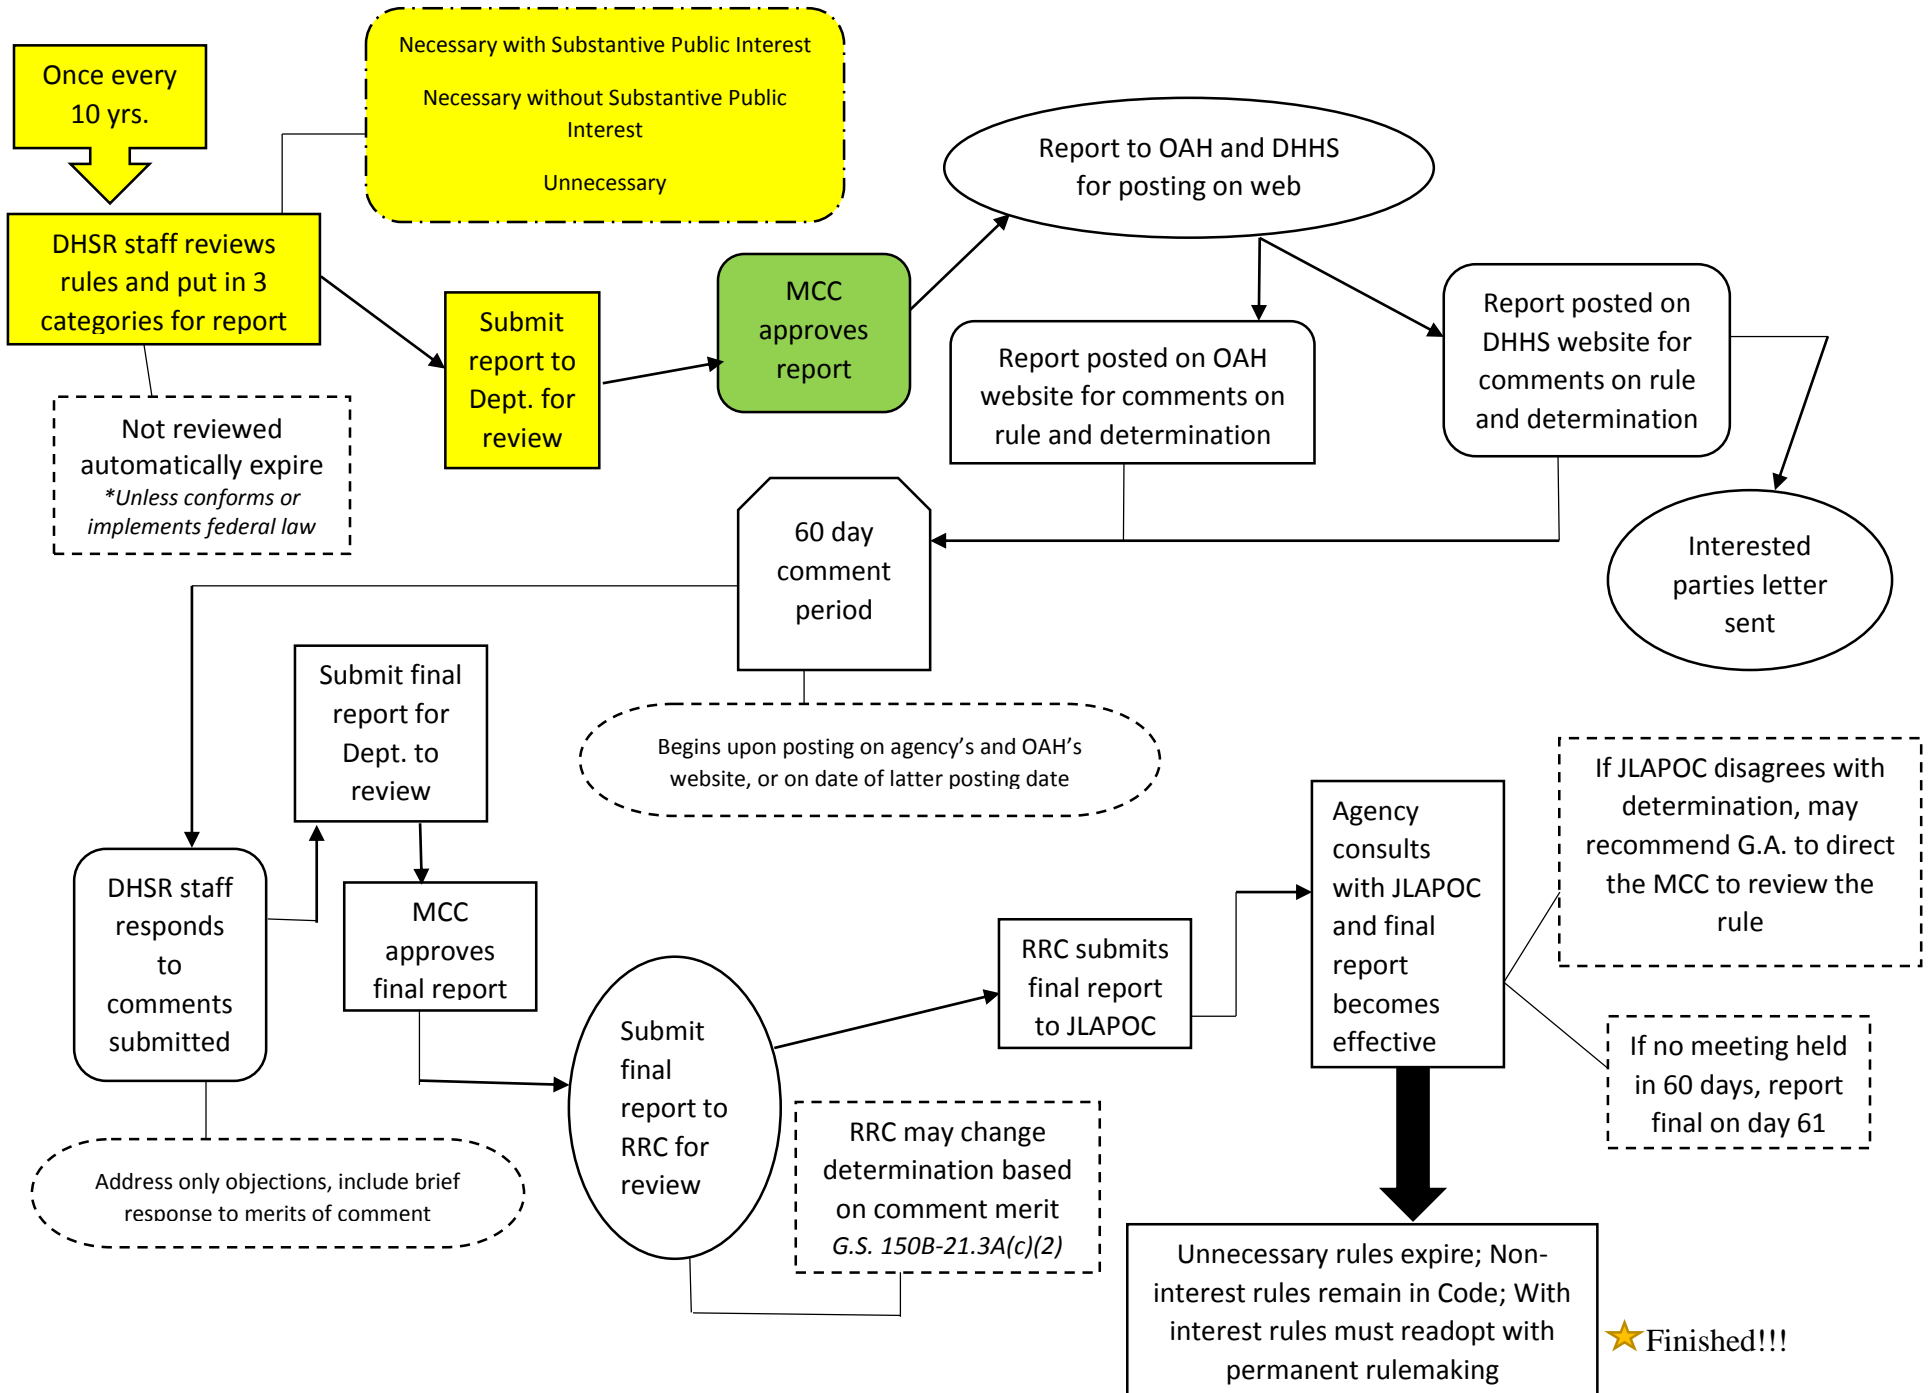 Once every
10 yrs.
Necessary with Substantive Public Interest
Necessary without Substantive Public
Interest
Unnecessary
DHSR staff reviews
rules and put in 3
categories for report
Not reviewed
automatically expire
*Unless conforms or
implements federal law
Submit
report to
Dept. for
review
MCC
approves
report
Report to OAH and DHHS
for posting on web
Report posted on OAH
website for comments on
rule and determination
Report posted on
DHHS website for
comments on rule
and determination
Interested
parties letter
sent
60 day
comment
period
Begins upon posting on agency’s and OAH’s
website, or on date of latter posting date
DHSR staff
responds
to
comments
submitted
Address only objections, include brief
response to merits of comment
Submit final
report for
Dept. to
review
MCC
approves
final report
Submit
final
report to
RRC for
review
RRC may change
determination based
on comment merit
G.S. 150B-21.3A(c)(2)
RRC submits
final report
to JLAPOC
Agency
consults
with JLAPOC
and final
report
becomes
effective
If JLAPOC disagrees with
determination, may
recommend G.A. to direct
the MCC to review the
rule
If no meeting held
in 60 days, report
final on day 61
Unnecessary rules expire; Non-
interest rules remain in Code; With
interest rules must readopt with
permanent rulemaking
Finished!!!